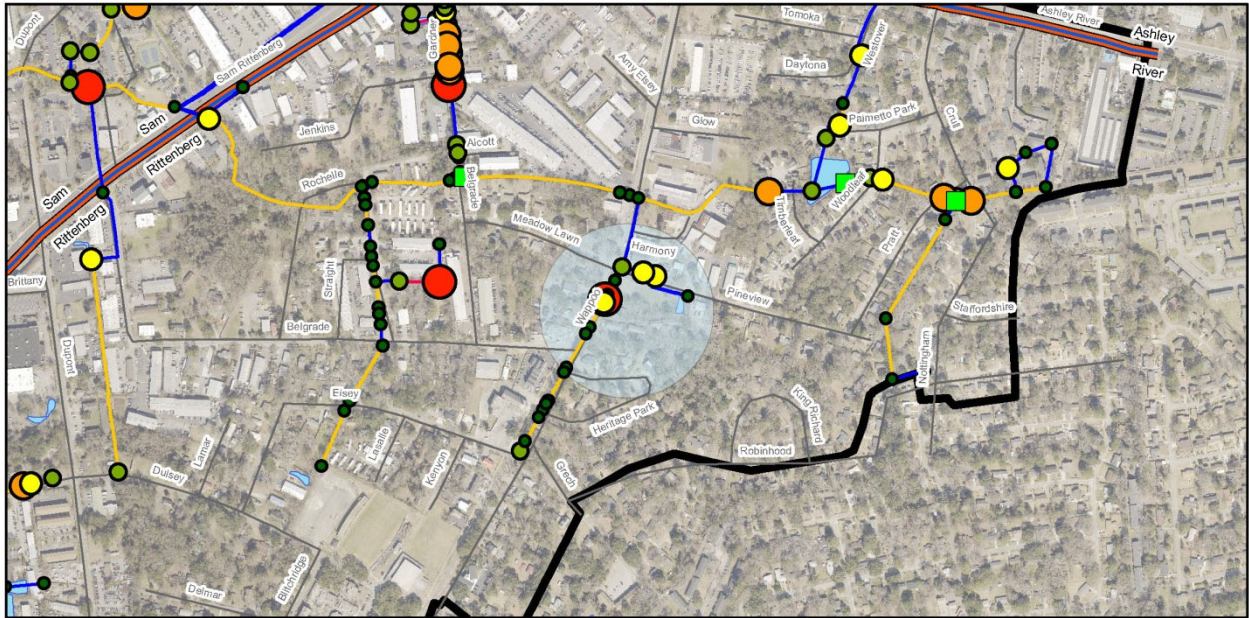 Dupont
Sam Rittenberg
Sam
Rittenberg
Sam
Rittenberg
Brittany
Dupont
Gardner
Jenkins
Alcott
Rochelle
Belgrade
Straight
Belgrade
Meadow Lawn
Harmony
Wappoo
Pineview
Amy Elsey
Glow
Tomoka
Westover
Daytona
Palmetto Park
Timberleaf
Woodleaf
Crull
Ashley River
Ashley
River
Pratt
Staffordshire
Nottingham
King Richard
Robinhood
Heritage Park
Grech
Elsey
Lasalle
Kenyon
Lamar
Dulsey
Delmar
Blitchridge